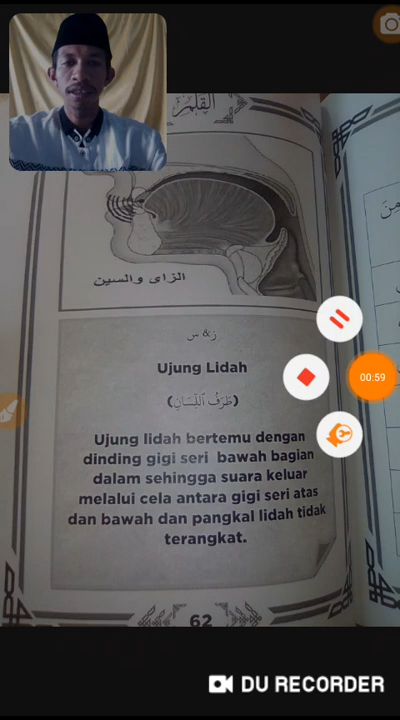 القلم
الزاى والسين
ز & س
Ujung Lidah
(طَرَفُ ٱللِّسَانِ)
Ujung lidah bertemu dengan
dinding gigi seri bawah bagian
dalam sehingga suara keluar
melalui cela antara gigi seri atas
dan bawah dan pangkal lidah tidak
terangkat.
62
مِنَ
00:59
DU RECORDER